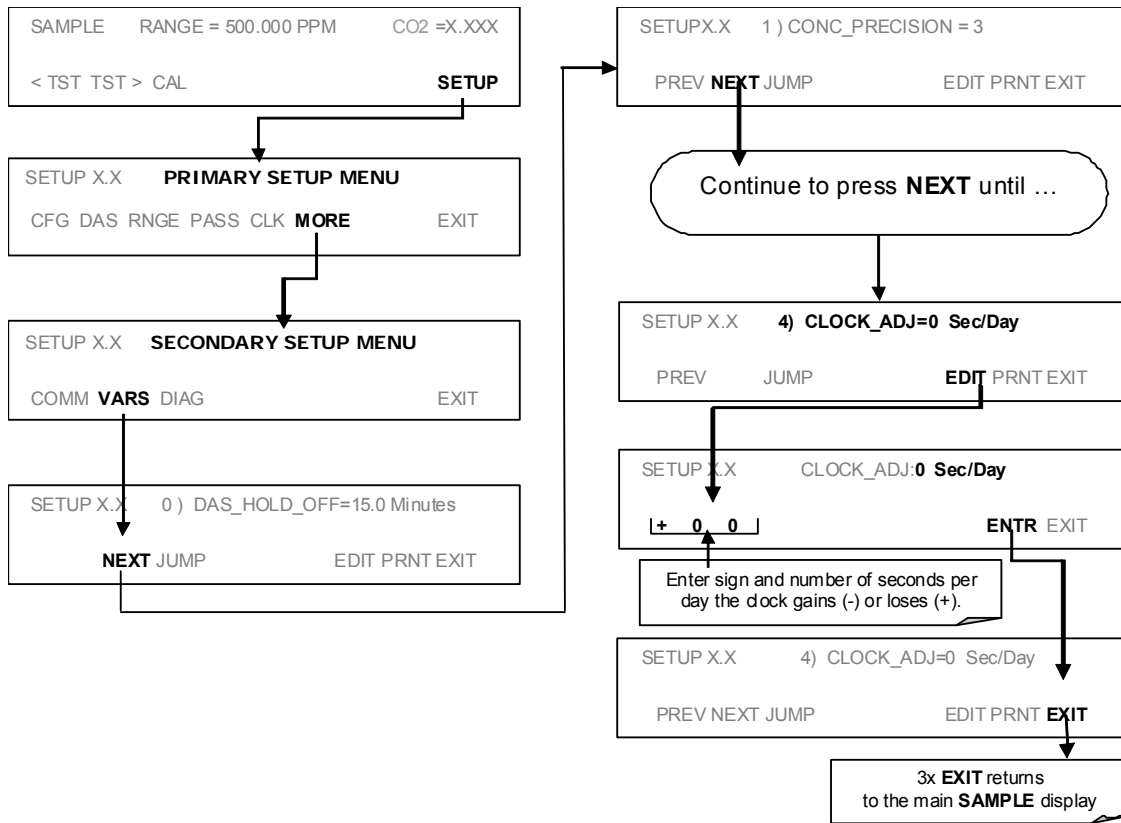 SAMPLE RANGE = 500.000 PPM CO2 =X.XXX
< TST TST > CAL SETUP
SETUP X.X PRIMARY SETUP MENU
CFG DAS RNGE PASS CLK MORE EXIT
SETUP X.X SECONDARY SETUP MENU
COMM VARS DIAG EXIT
SETUP X.X 0 ) DAS_HOLD_OFF=15.0 Minutes
NEXT JUMP EDIT PRNT EXIT
SETUPX.X 1 ) CONC_PRECISION = 3
PREV NEXT JUMP EDIT PRNT EXIT
Continue to press NEXT until …
SETUP X.X 4) CLOCK_ADJ=0 Sec/Day
PREV JUMP EDIT PRNT EXIT
SETUP X.X CLOCK_ADJ:0 Sec/Day
+ 0 0 ENTR EXIT
Enter sign and number of seconds per
day the clock gains (-) or loses (+).
SETUP X.X 4) CLOCK_ADJ=0 Sec/Day
PREV NEXT JUMP EDIT PRNT EXIT
3x EXIT returns
to the main SAMPLE display